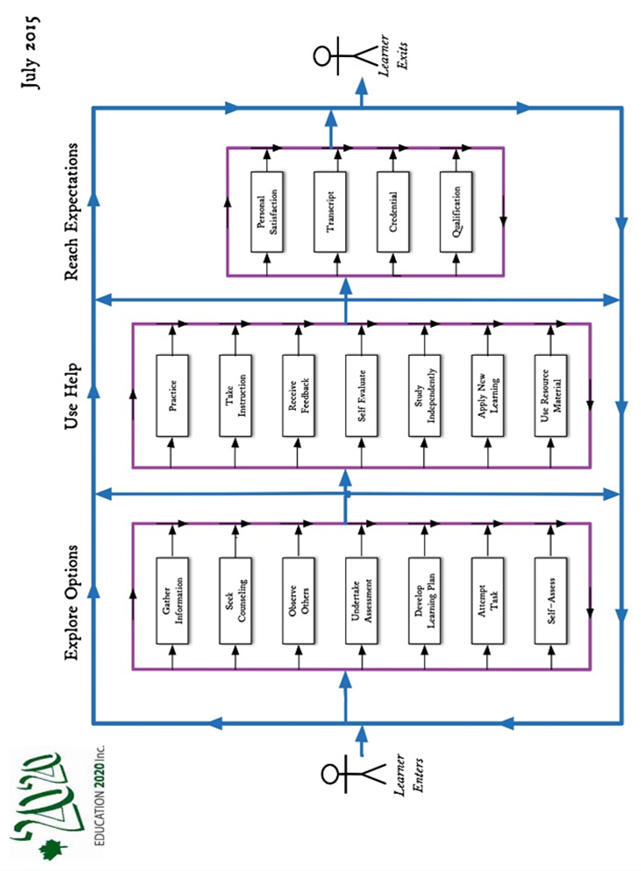 '20'20
EDUCATION 2020 Inc.
July 2015
Explore Options
Use Help
Reach Expectations
Learner
Enters
Gather
Information
Seek
Counseling
Observe
Others
Undertake
Assessment
Develop
Learning Plan
Attempt
Task
Self-Assess
Practice
Take
Instruction
Receive
Feedback
Self Evaluate
Study
Independently
Apply New
Learning
Use Resource
Material
Personal
Satisfaction
Transcript
Credential
Qualification
Learner
Exits